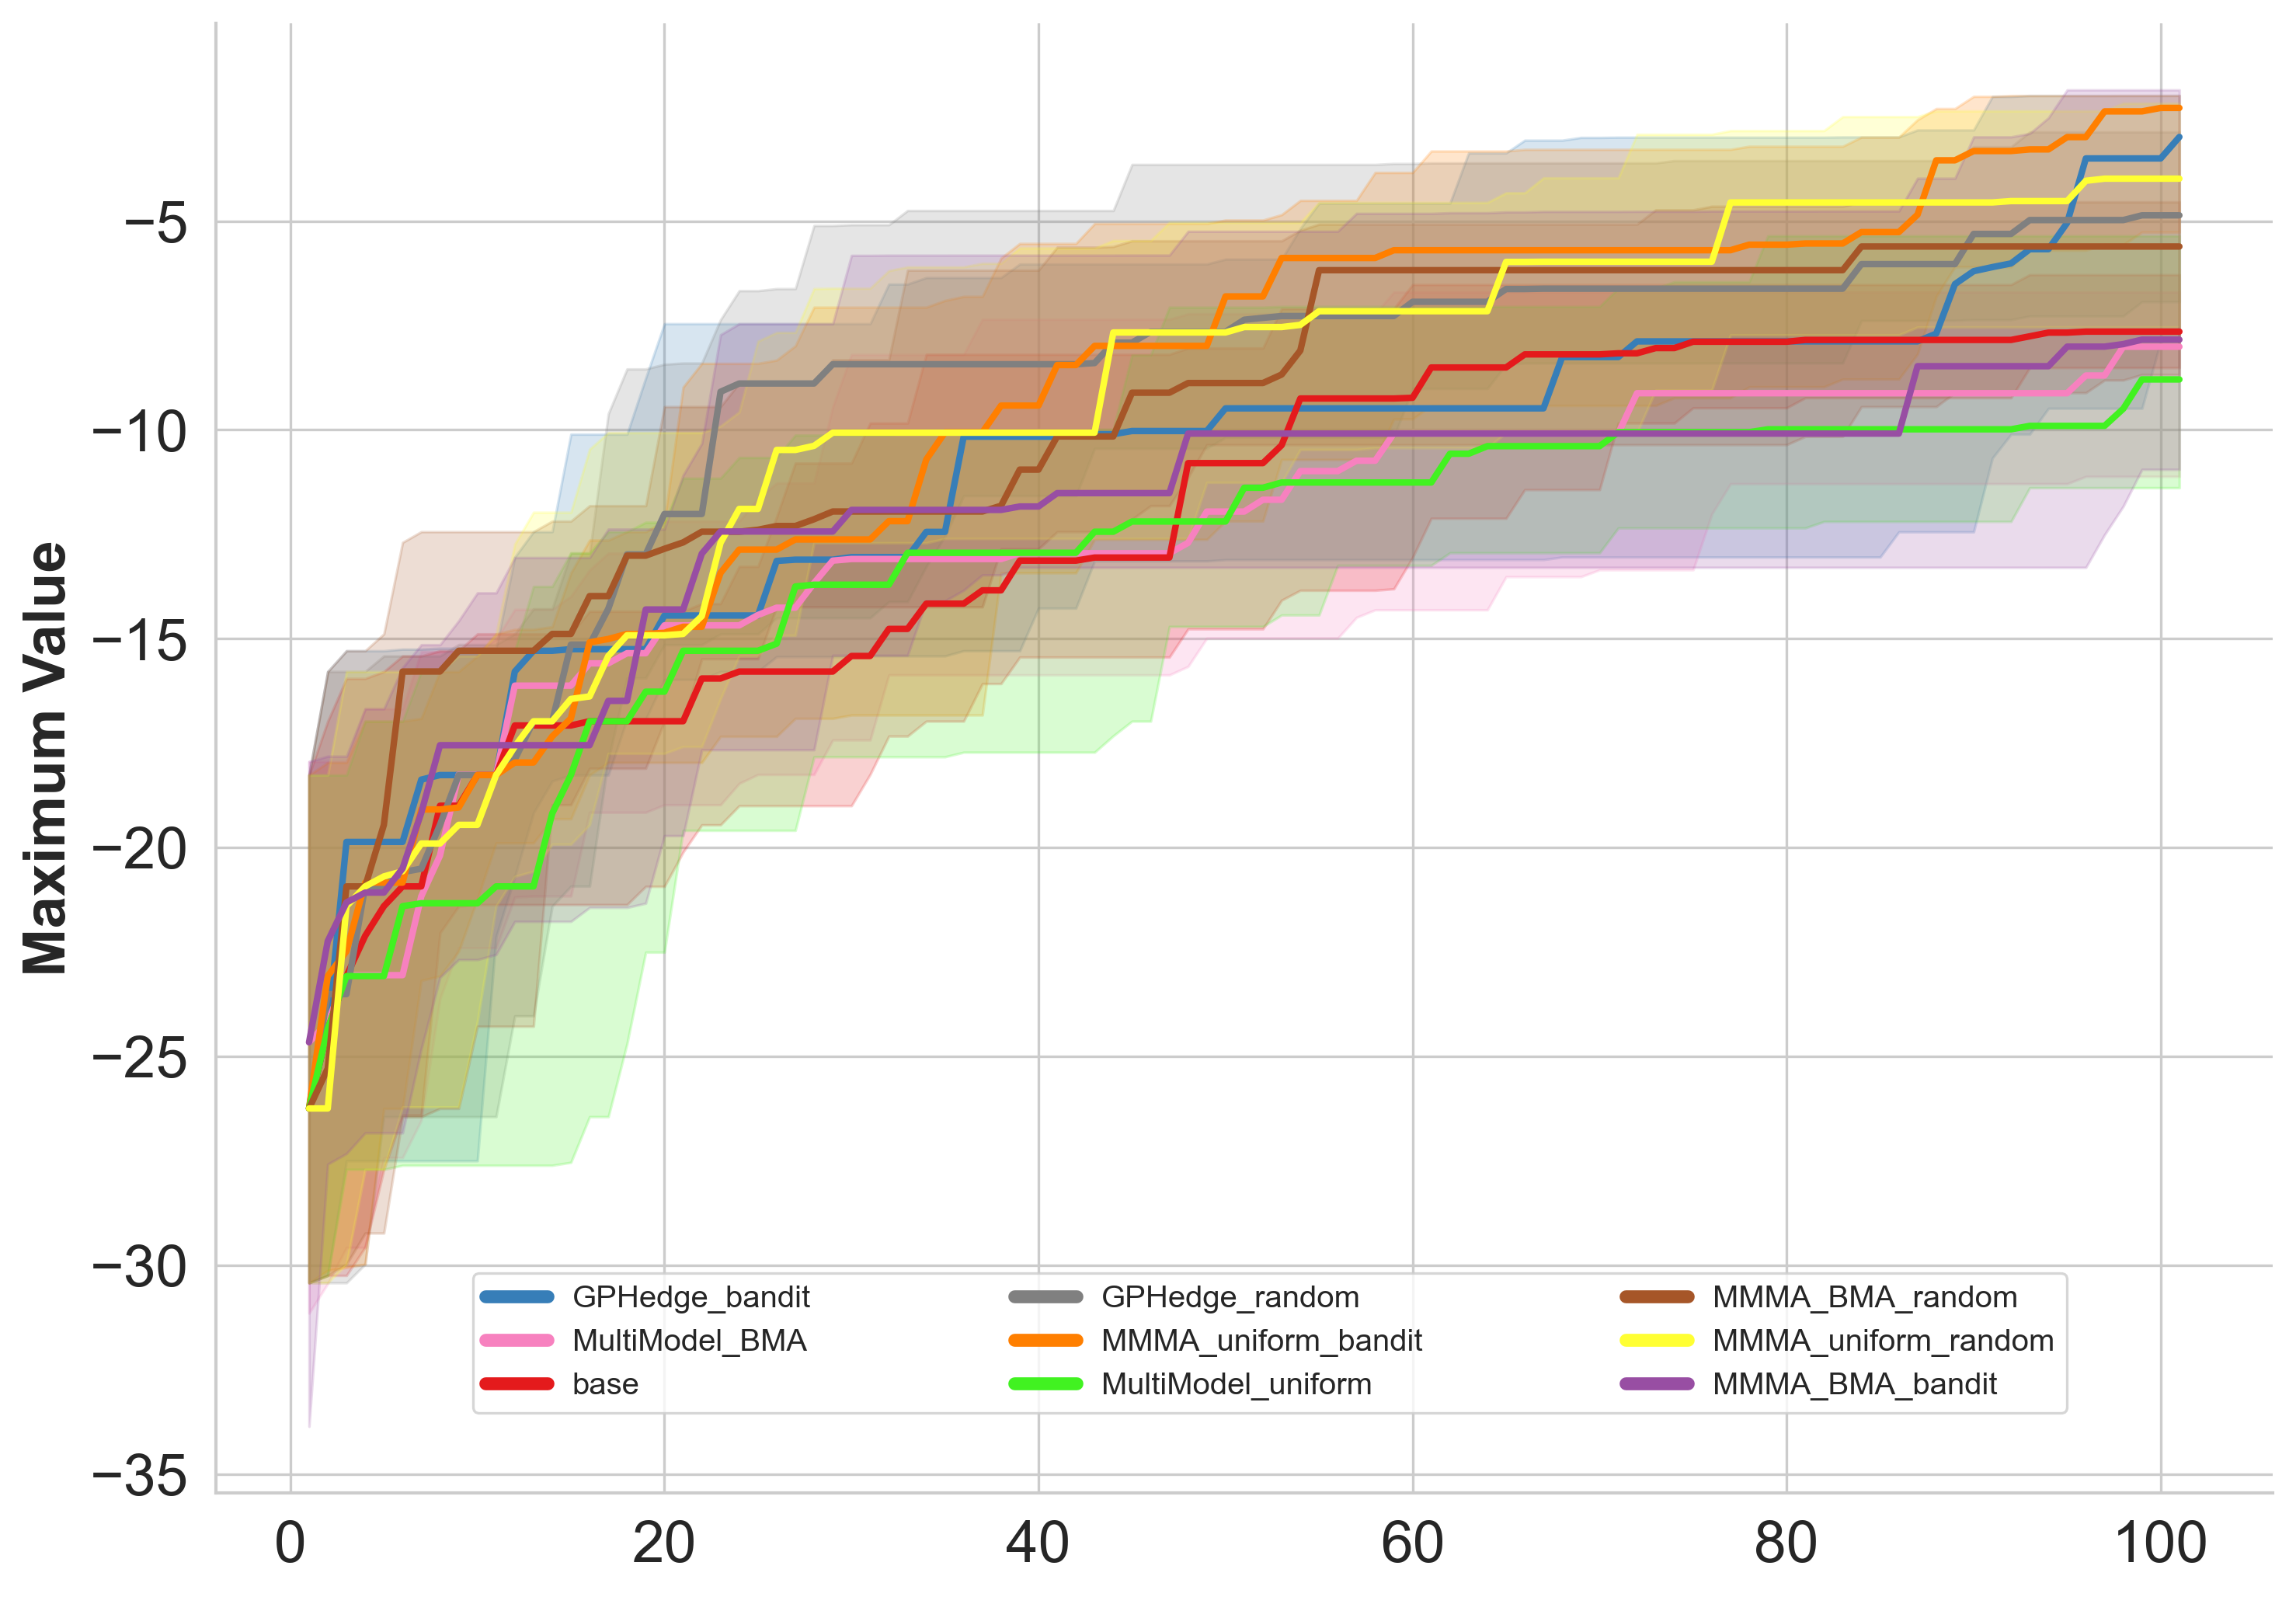 Maximum Value
−5
−10
−15
−20
−25
−30
−35
0 20 40 60 80 100
GPHedge_bandit GPHedge_random MMMA_BMA_random
MultiModel_BMA MMMA_uniform_bandit MMMA_uniform_random
base MultiModel_uniform MMMA_BMA_bandit